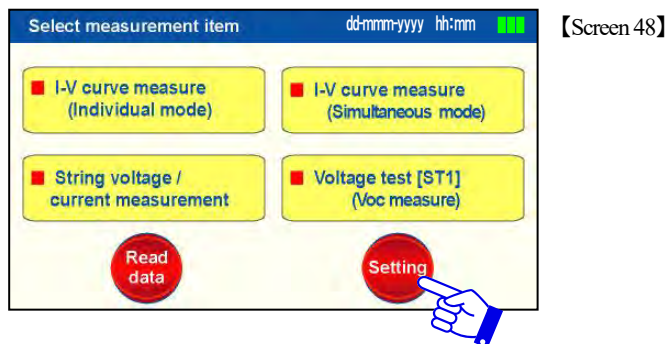 Select measurement item dd-mmm-yyyy hh:mm
【Screen 48】
I-V curve measure
(Individual mode)
I-V curve measure
(Simultaneous mode)
String voltage /
current measurement
Voltage test [ST1]
(Voc measure)
Read
data
Setting